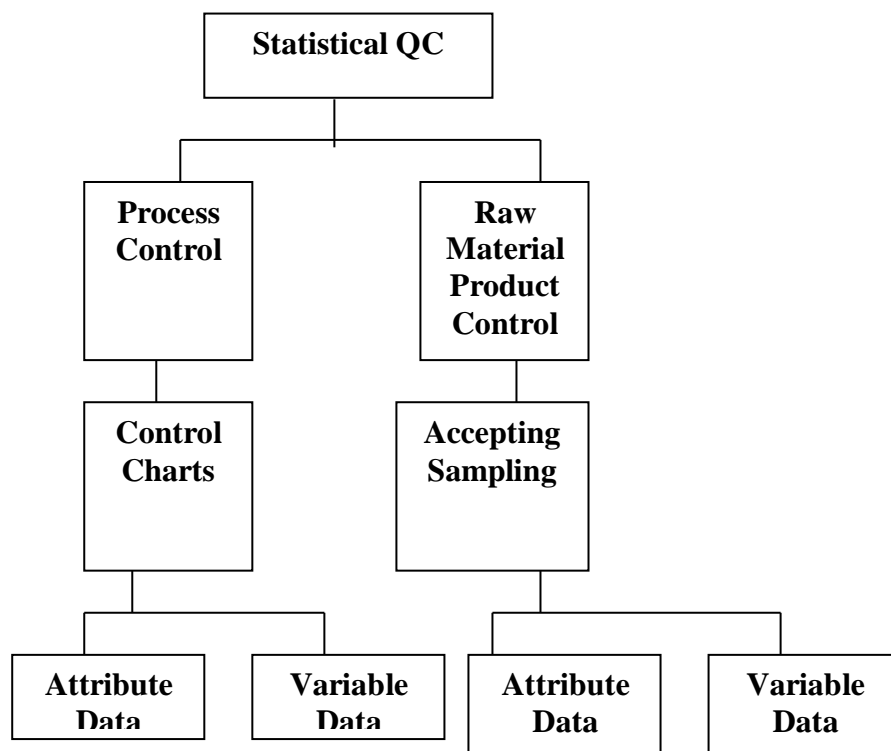 Statistical QC
Process
Control
Raw
Material
Product
Control
Control
Charts
Accepting
Sampling
Attribute
Data
Variable
Data
Attribute
Data
Variable
Data